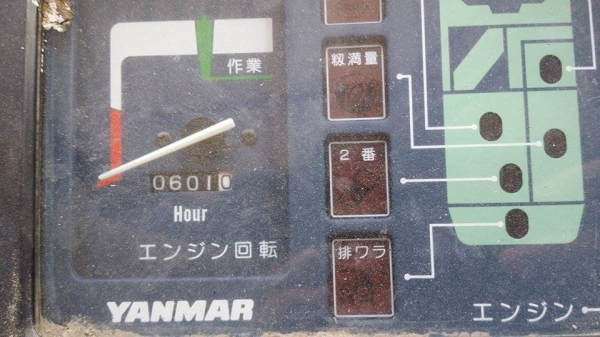 作業
籾満量
2番
06010
Hour
排ワラ
エンジン回転
YANMAR
エンジン